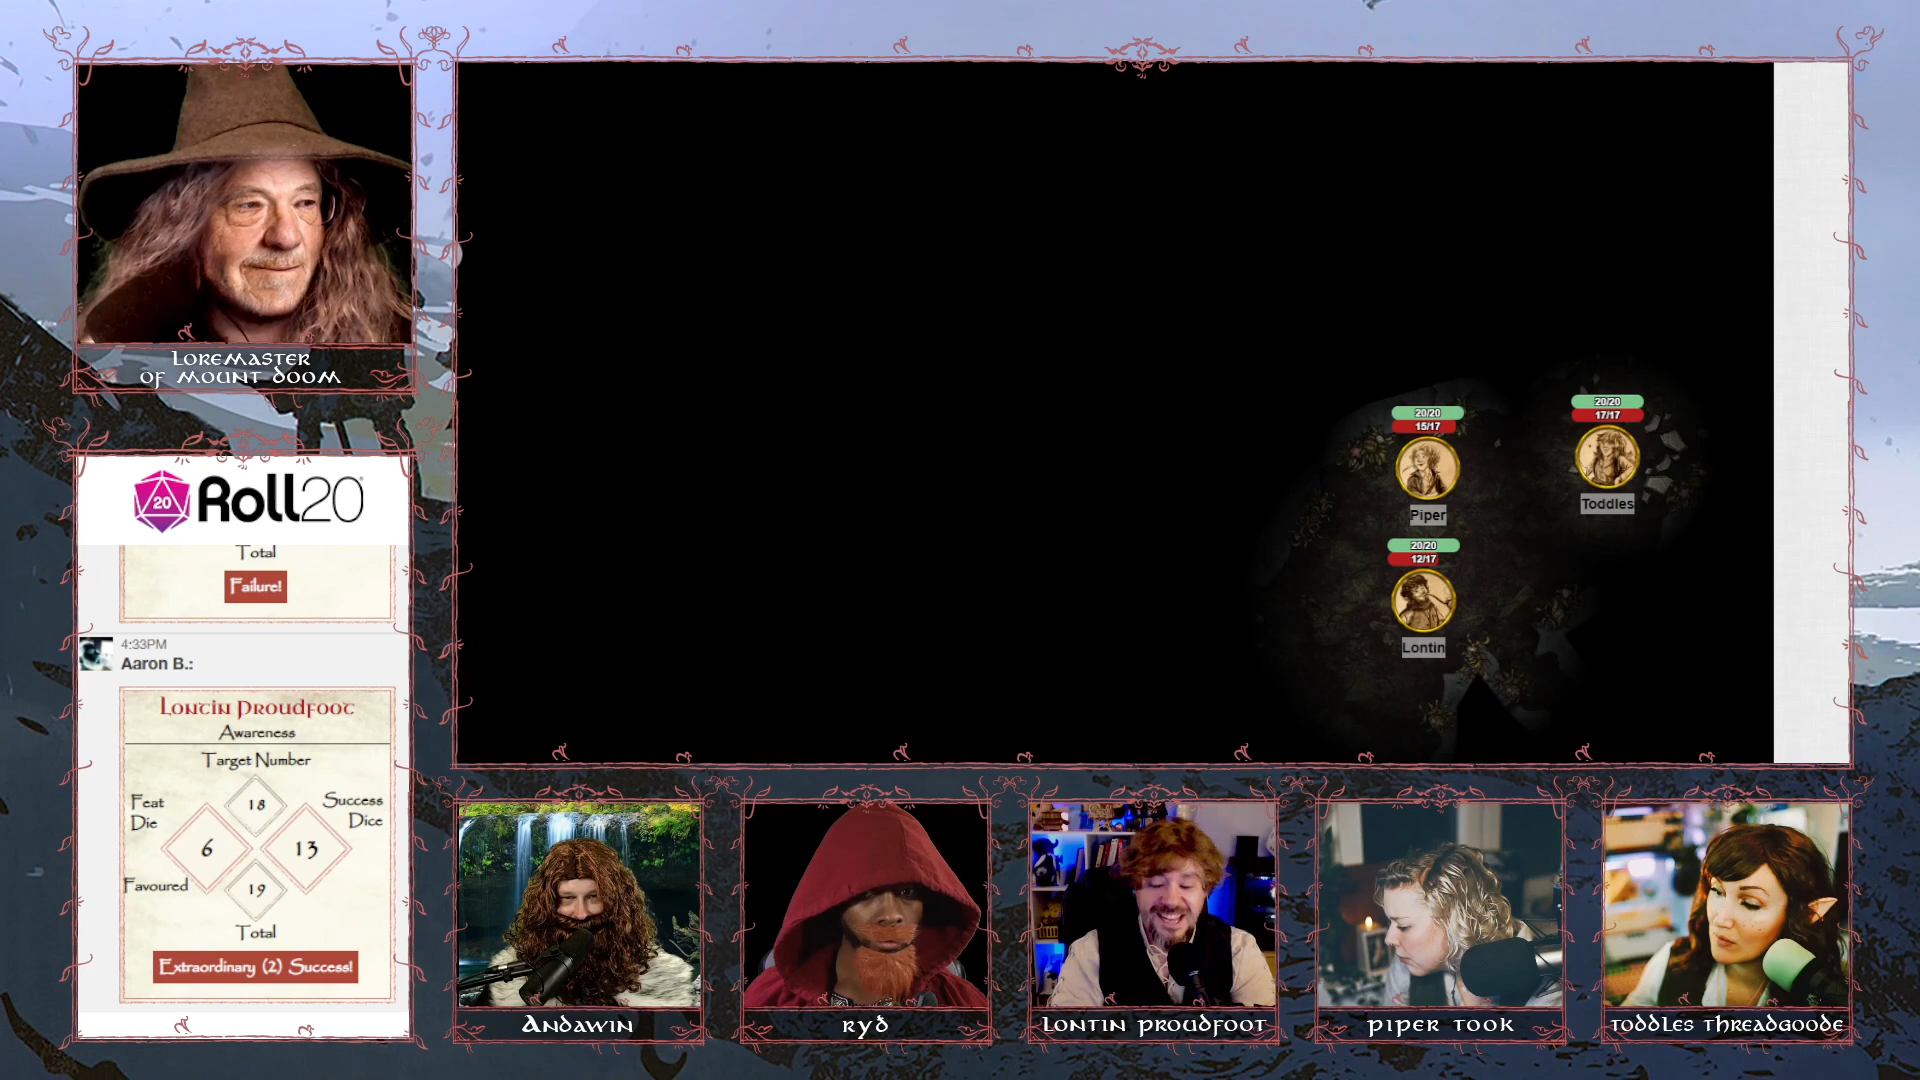 Loremaster
of Mount Doom
20
Roll20
Total
Failure!
4:33PM
Aaron B.:
Lontin Proudfoot
Awareness
Target Number
Feat
Die
18
Success
Dice
6
13
Favoured
19
Total
Extraordinary (2) Success!
20/20
15/17
Piper
20/20
17/17
Toddles
20/20
12/17
Lontin
Andawin
Ryd
Lontin Proudfoot
Piper Took
Toddles Threadgoode